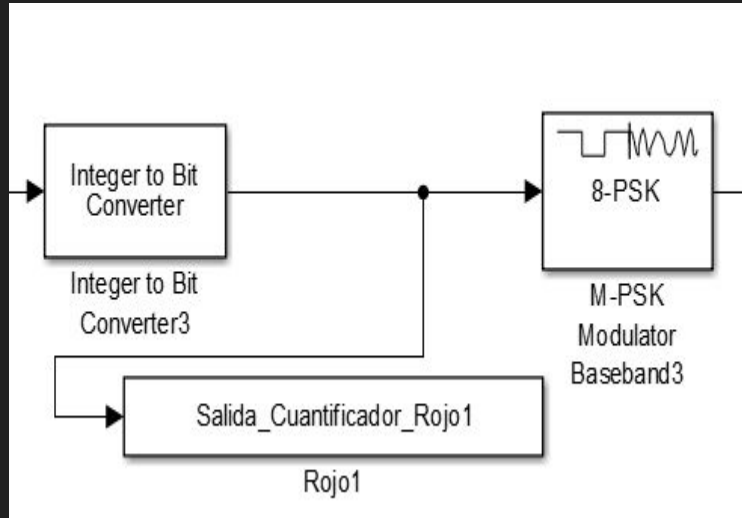 Integer to Bit
Converter
8-PSK
Integer to Bit
Converter3
M-PSK
Modulator
Baseband3
Salida_Cuantificador_Rojo1
Rojo1